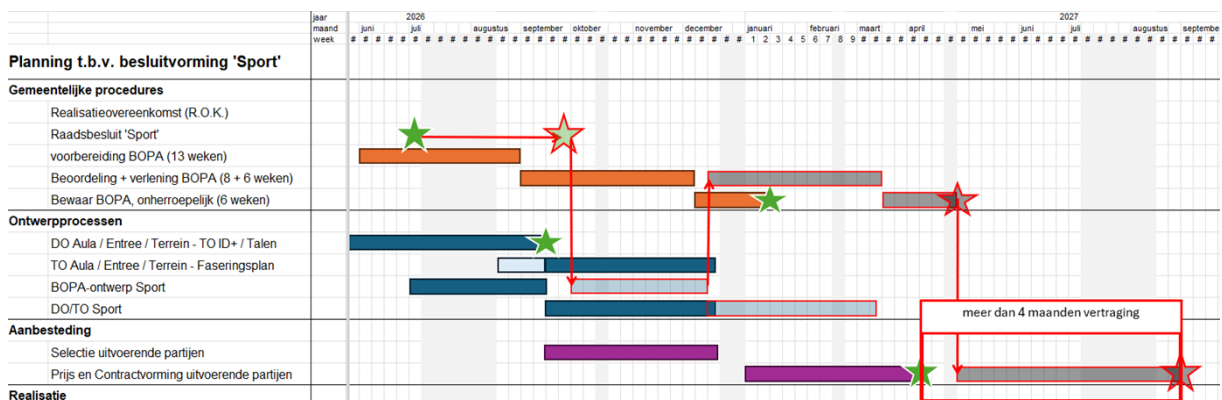 jaar 2026 2027
maand juni juli augustus september oktober november december januari februari maart april mei juni juli augustus septembe
week # # # # # # # # # # # # # # # # # # # # # # # # # # # # # # # 1 2 3 4 5 6 7 8 9 # # # # # # # # # # # # # # # # # # # # # # # # # # # # #
Planning t.b.v. besluitvorming 'Sport'
Gemeentelijke procedures
Realisatieovereenkomst (R.O.K.)
Raadsbesluit 'Sport'
voorbereiding BOPA (13 weken)
Beoordeling + verlening BOPA (8 + 6 weken)
Bewaar BOPA, onherroepelijk (6 weken)
Ontwerpprocessen
DO Aula / Entree / Terrein - TO ID+ / Talen
TO Aula / Entree / Terrein - Faseringsplan
BOPA-ontwerp Sport
DO/TO Sport
meer dan 4 maanden vertraging
Aanbesteding
Selectie uitvoerende partijen
Prijs en Contractvorming uitvoerende partijen
Realisatie